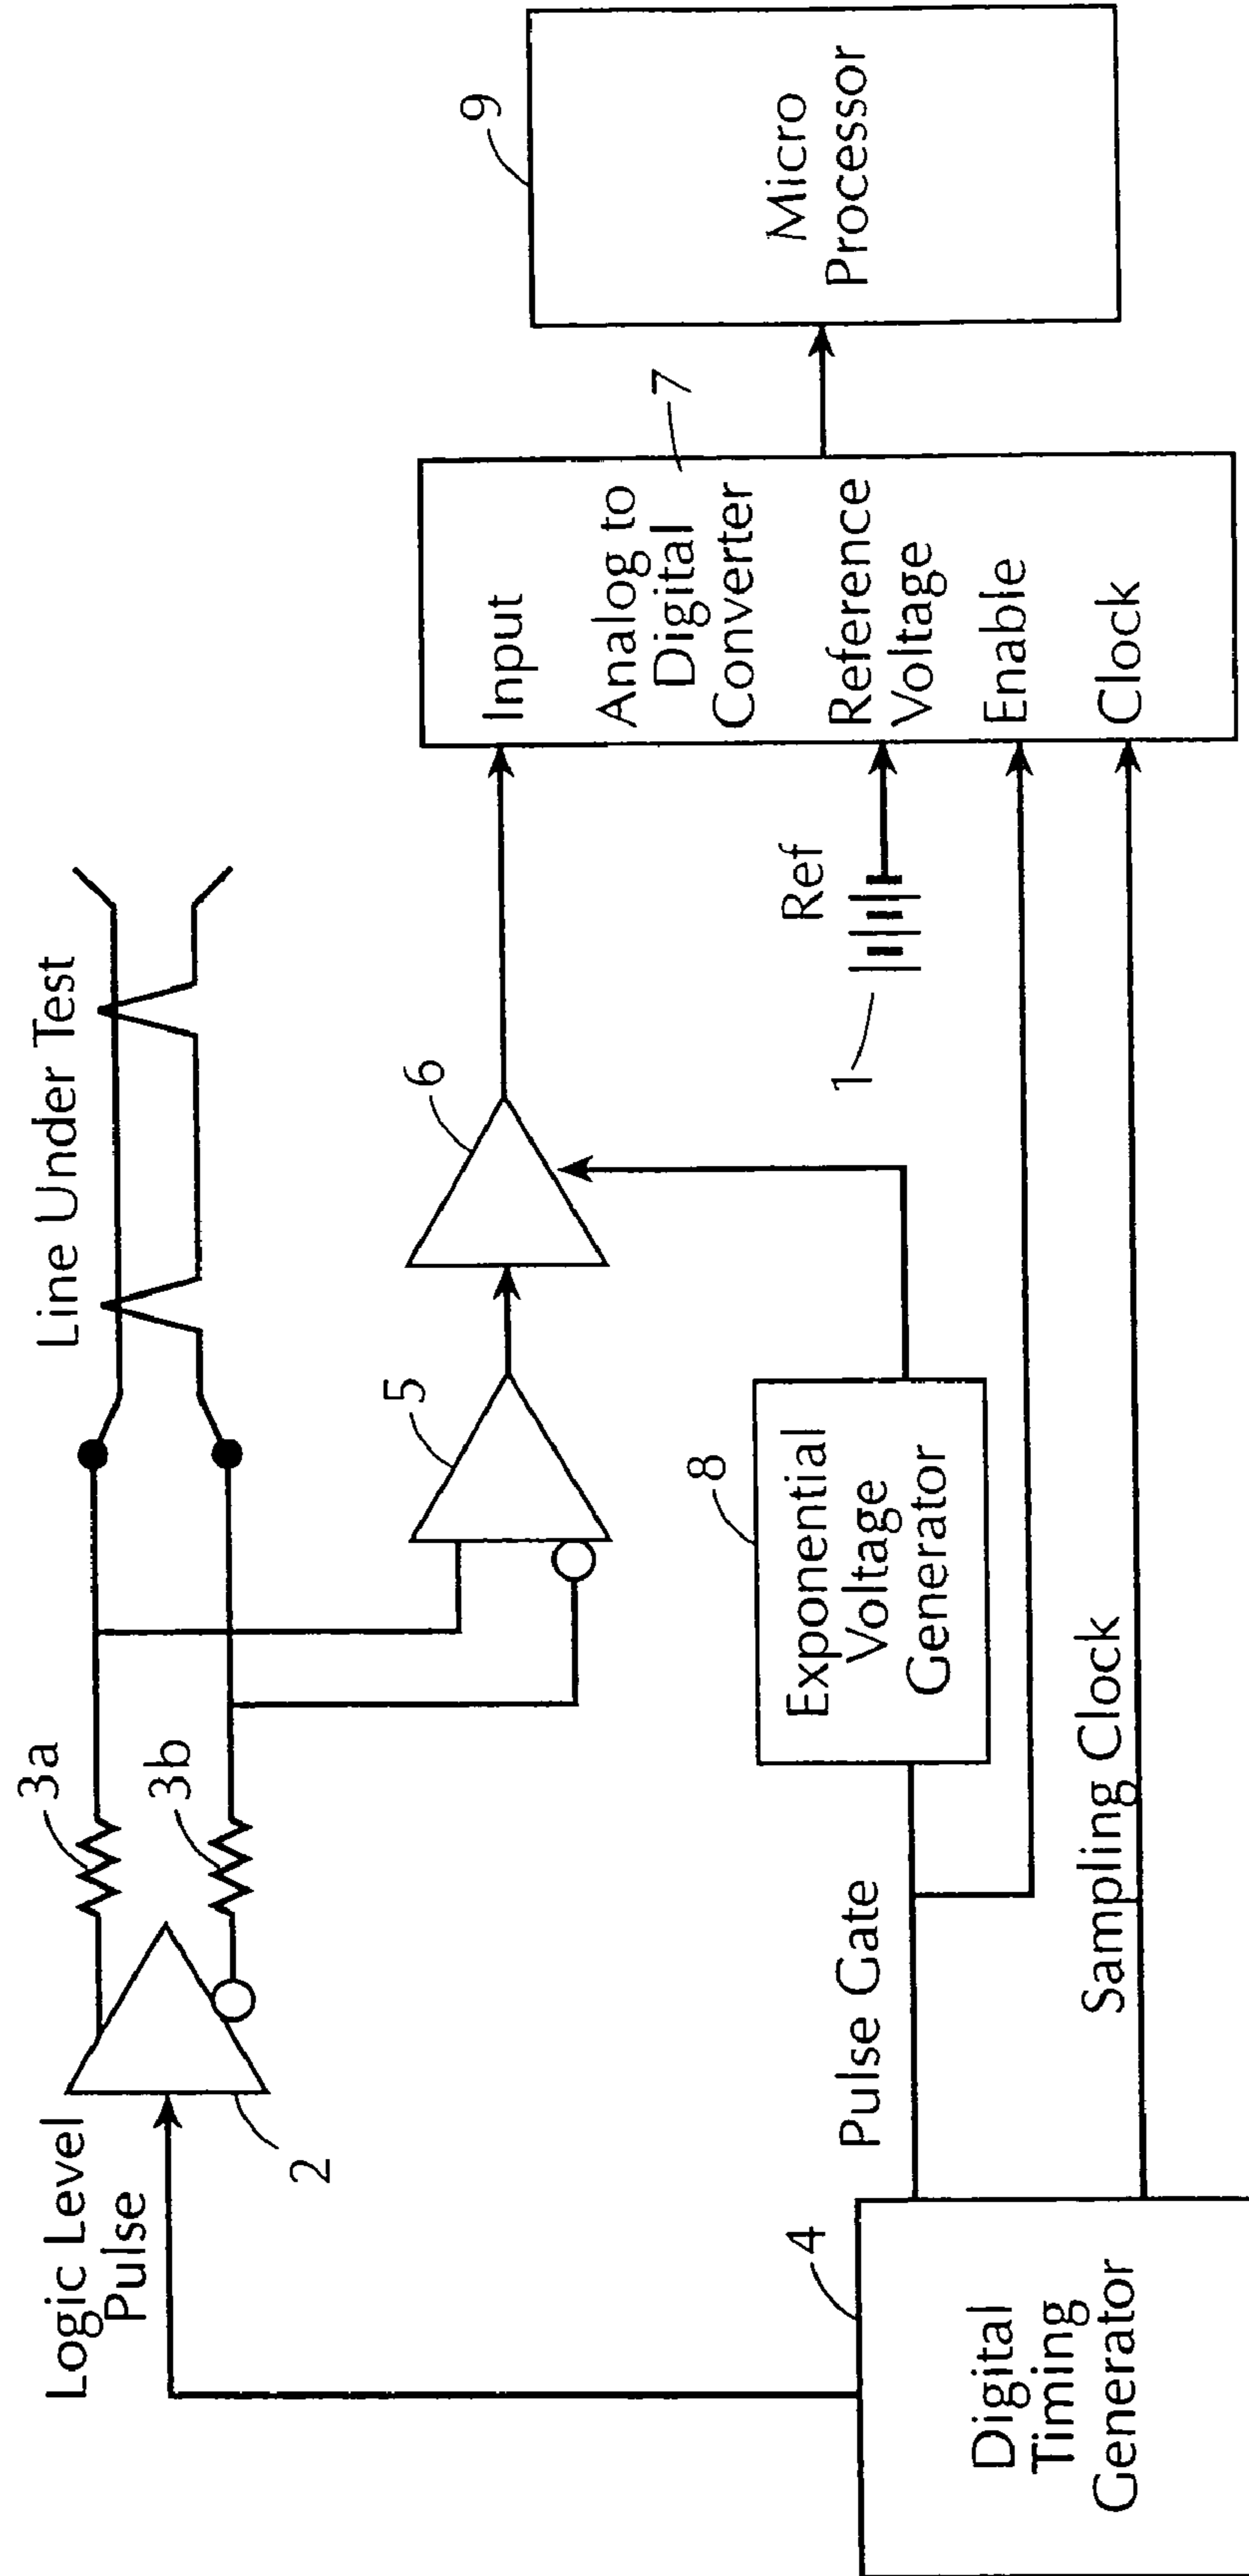 Line Under Test
Logic Level
Pulse
3a
3b
2
5
6
Input
Analog to
Digital
Converter
7
Reference
Voltage
Enable
Clock
9
Micro
Processor
Ref
1
8
Exponential
Voltage
Generator
Pulse Gate
Sampling Clock
4
Digital
Timing
Generator